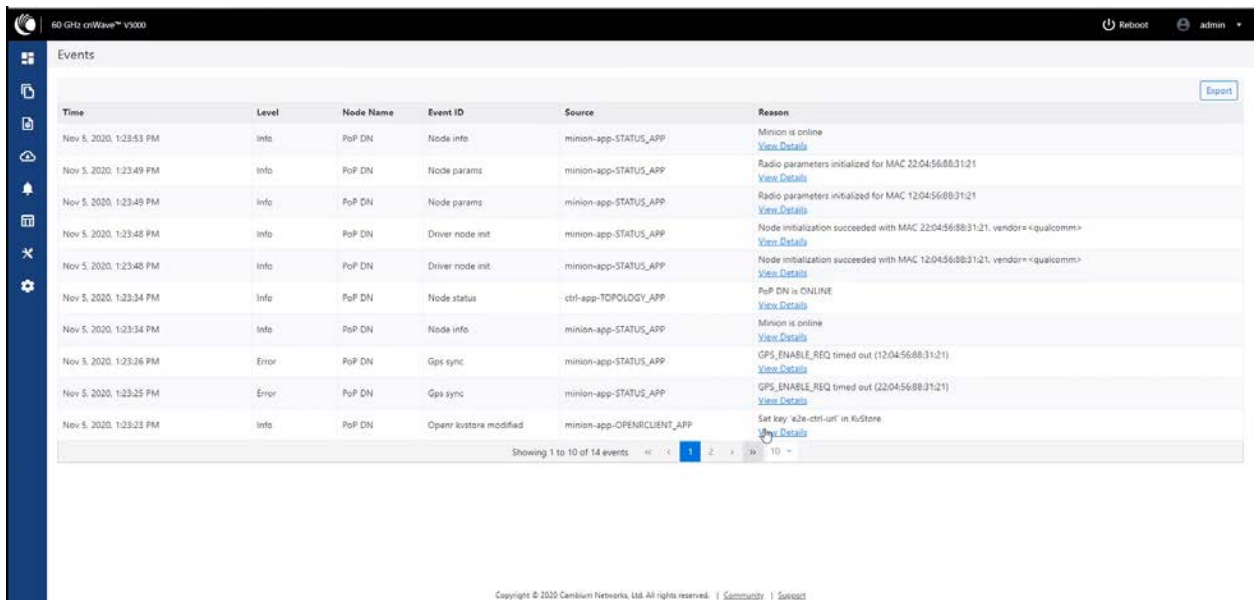 60 GHz cnWave™ V5000 Reboot admin
Events
Export
Time Level Node Name Event ID Source Reason
Nov 5, 2020, 1:23:53 PM Info PoP DN Node info minion-app-STATUS_APP Minion is online
View Details
Nov 5, 2020, 1:23:49 PM Info PoP DN Node params minion-app-STATUS_APP Radio parameters initialized for MAC 22:04:56:88:31:21
View Details
Nov 5, 2020, 1:23:49 PM Info PoP DN Node params minion-app-STATUS_APP Radio parameters initialized for MAC 12:04:56:88:31:21
View Details
Nov 5, 2020, 1:23:48 PM Info PoP DN Driver node init minion-app-STATUS_APP Node initialization succeeded with MAC 22:04:56:88:31:21, vendor=<qualcomm>
View Details
Nov 5, 2020, 1:23:48 PM Info PoP DN Driver node init minion-app-STATUS_APP Node initialization succeeded with MAC 12:04:56:88:31:21, vendor=<qualcomm>
View Details
Nov 5, 2020, 1:23:34 PM Info PoP DN Node status ctrl-app-TOPOLOGY_APP PoP DN is ONLINE
View Details
Nov 5, 2020, 1:23:34 PM Info PoP DN Node info minion-app-STATUS_APP Minion is online
View Details
Nov 5, 2020, 1:23:26 PM Error PoP DN Gps sync minion-app-STATUS_APP GPS_ENABLE_REQ timed out (12:04:56:88:31:21)
View Details
Nov 5, 2020, 1:23:25 PM Error PoP DN Gps sync minion-app-STATUS_APP GPS_ENABLE_REQ timed out (22:04:56:88:31:21)
View Details
Nov 5, 2020, 1:23:23 PM Info PoP DN Openr kvstore modified minion-app-OPENRCLIENT_APP Set key 'e2e-ctrl-url' in KvStore
View Details
Showing 1 to 10 of 14 events « ‹ 1 2 › » 10
Copyright © 2020 Cambium Networks, Ltd. All rights reserved. | Community | Support